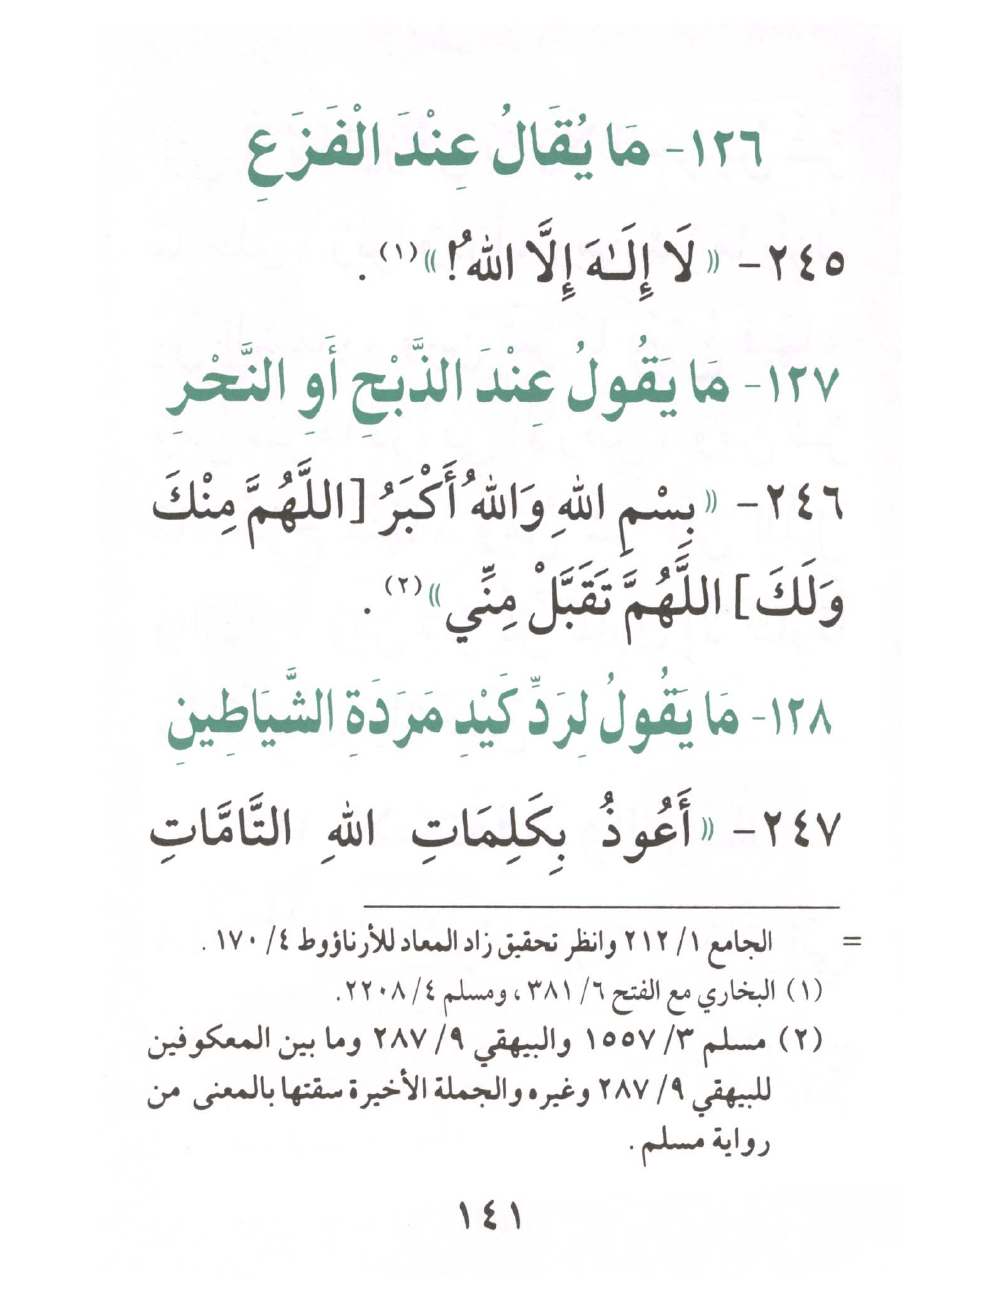 ١٢٦- مَا يُقَالُ عِنْدَ الْفَزَعِ
٢٤٥- «لَا إِلَـٰهَ إِلَّا اللهُ!»(١) .
١٢٧- مَا يَقُولُ عِنْدَ الذَّبْحِ أَوِ النَّحْرِ
٢٤٦- «بِسْمِ اللهِ وَاللهُ أَكْبَرُ [اللَّهُمَّ مِنْكَ
وَلَكَ] اللَّهُمَّ تَقَبَّلْ مِنِّي»(٢) .
١٢٨- مَا يَقُولُ لِرَدِّ كَيْدِ مَرَدَةِ الشَّيَاطِينِ
٢٤٧- «أَعُوذُ بِكَلِمَاتِ اللهِ التَّامَّاتِ
= الجامع ١/ ٢١٢ وانظر تحقيق زاد المعاد للأرناؤوط ٤/ ١٧٠ .
(١) البخاري مع الفتح ٦/ ٣٨١ ، ومسلم ٤/ ٢٢٠٨.
(٢) مسلم ٣/ ١٥٥٧ والبيهقي ٩/ ٢٨٧ وما بين المعكوفين
للبيهقي ٩/ ٢٨٧ وغيره والجملة الأخيرة سقتها بالمعنى من
رواية مسلم .
١٤١